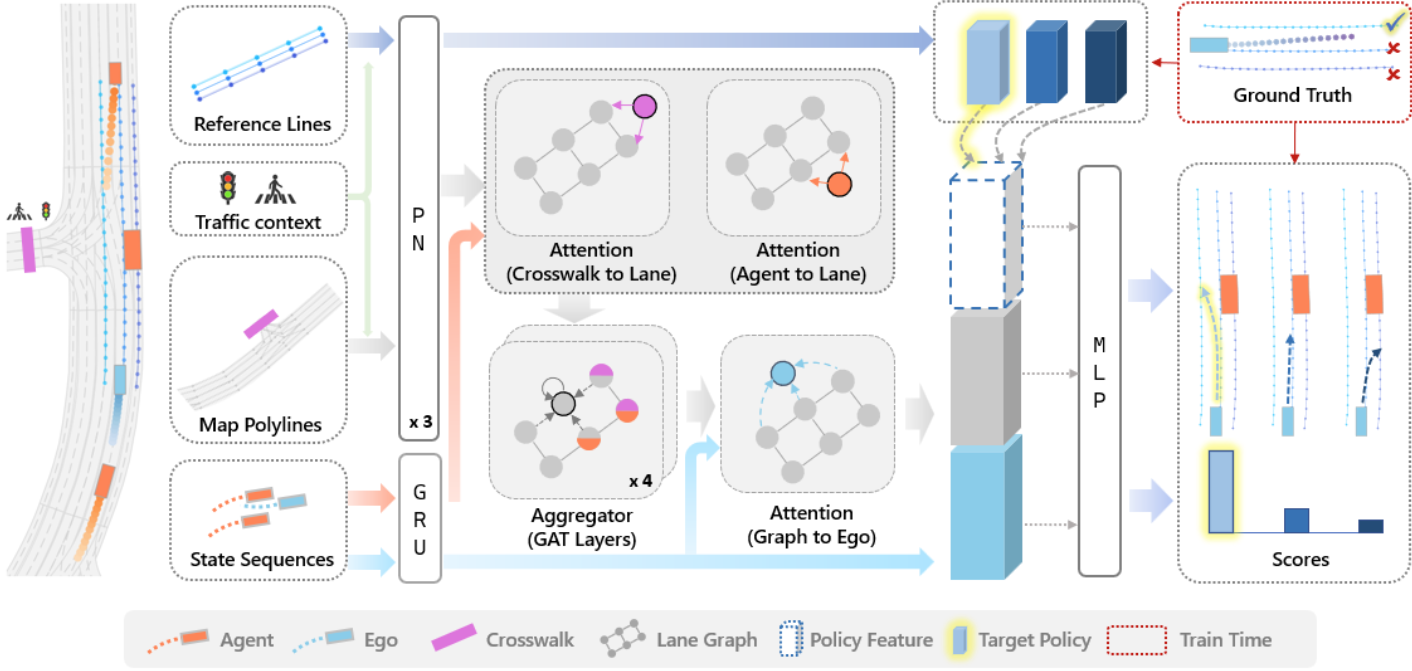 Reference Lines
Traffic context
Map Polylines
State Sequences
P
N
x 3
G
R
U
Attention
(Crosswalk to Lane)
Attention
(Agent to Lane)
x 4
Aggregator
(GAT Layers)
Attention
(Graph to Ego)
M
L
P
Ground Truth
Scores
Agent
Ego
Crosswalk
Lane Graph
Policy Feature
Target Policy
Train Time